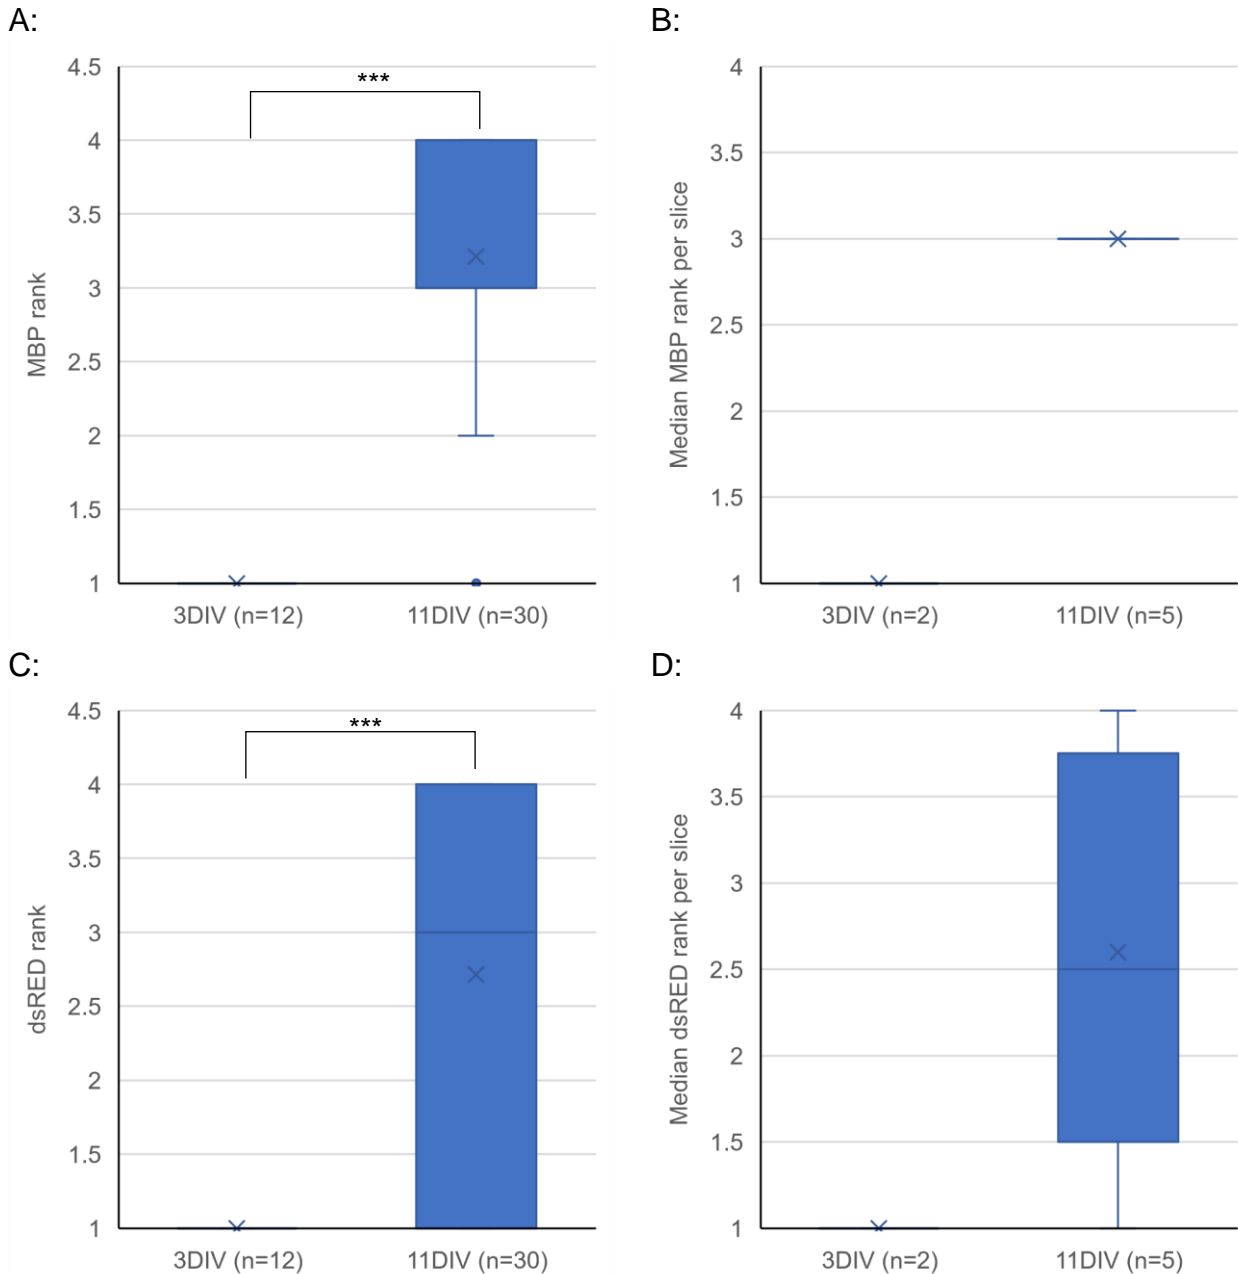 A:
4.5
4
3.5
3
2.5
2
1.5
1
MBP rank
***
3DIV (n=12)
11DIV (n=30)
B:
4
3.5
3
2.5
2
1.5
1
Median MBP rank per slice
3DIV (n=2)
11DIV (n=5)
C:
4.5
4
3.5
3
2.5
2
1.5
1
dsRED rank
***
3DIV (n=12)
11DIV (n=30)
D:
4
3.5
3
2.5
2
1.5
1
Median dsRED rank per slice
3DIV (n=2)
11DIV (n=5)